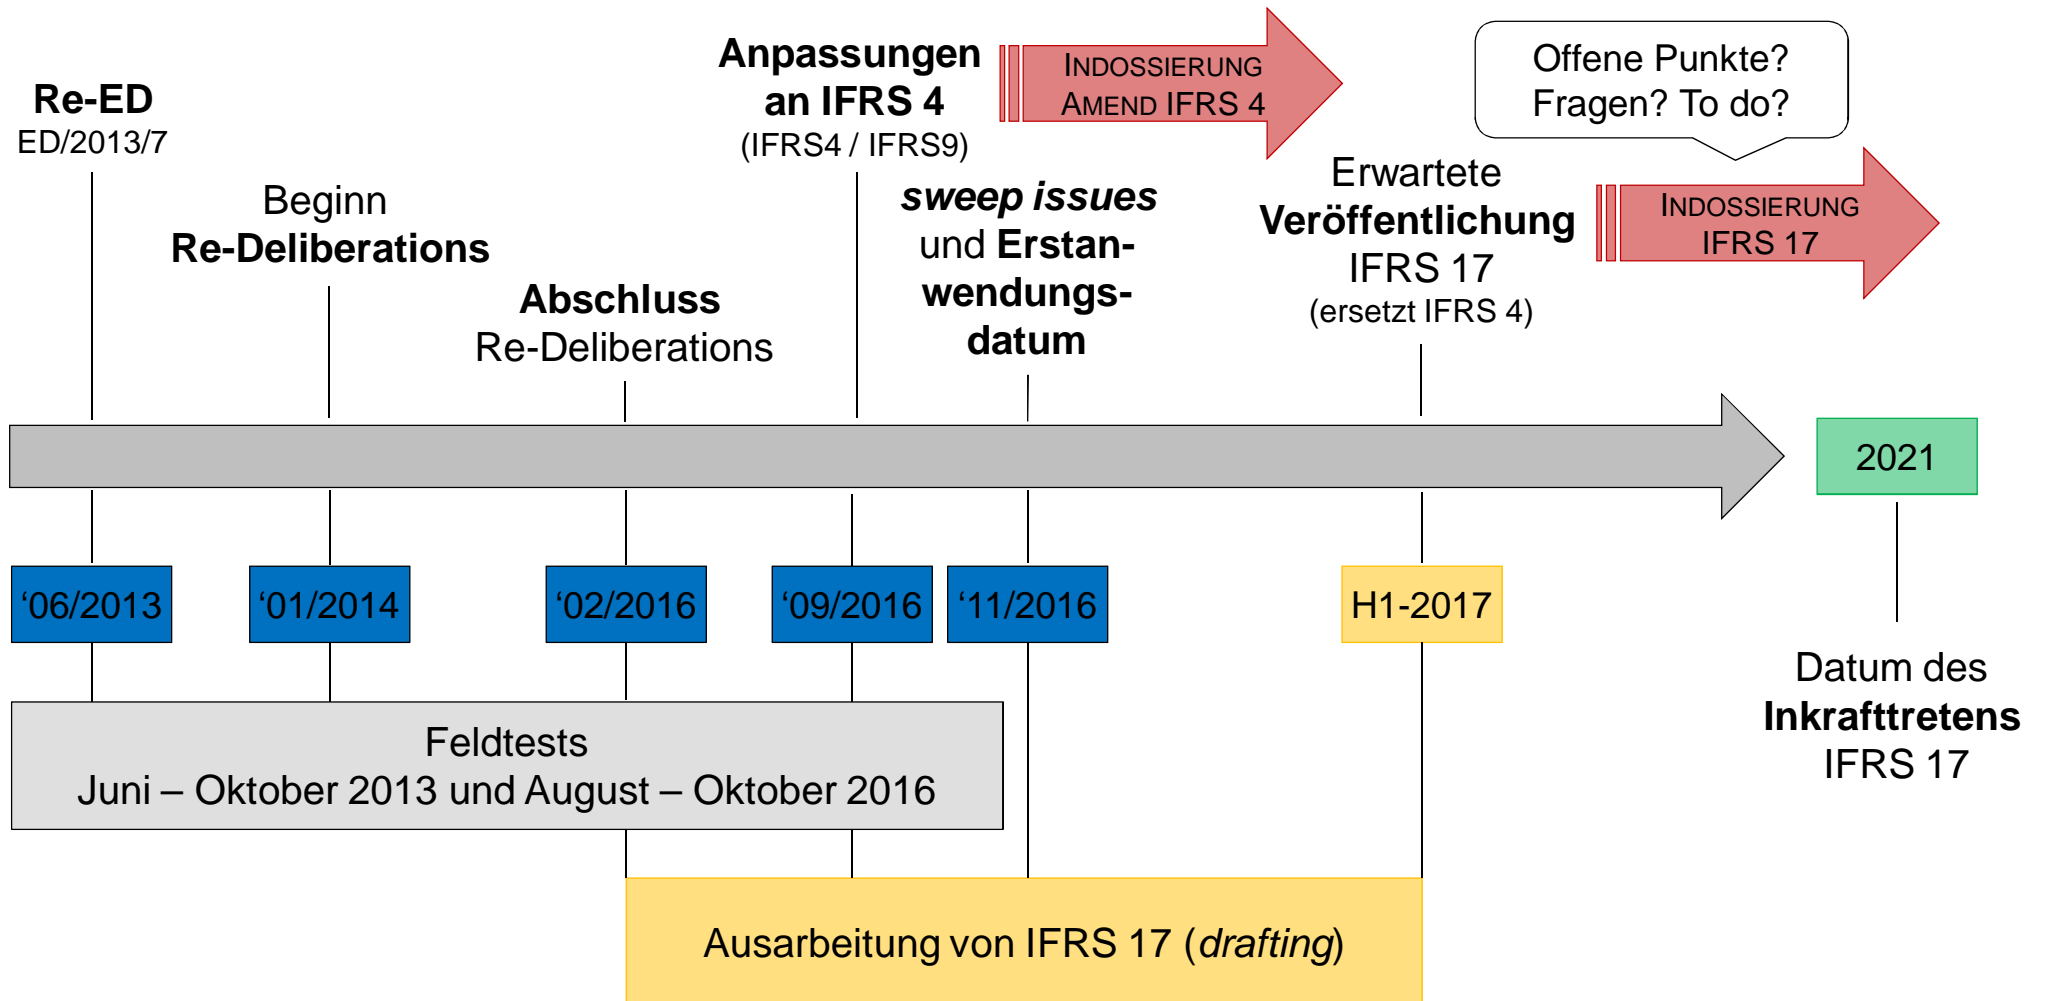 Re-ED
ED/2013/7
Beginn
Re-Deliberations
Abschluss
Re-Deliberations
Anpassungen
an IFRS 4
(IFRS4 / IFRS9)
INDOSSIERUNG
AMEND IFRS 4
sweep issues
und Erstan-
wendungs-
datum
Erwartete
Veröffentlichung
IFRS 17
(ersetzt IFRS 4)
Offene Punkte?
Fragen? To do?
INDOSSIERUNG
IFRS 17
2021
‘06/2013
‘01/2014
‘02/2016
‘09/2016
‘11/2016
H1-2017
Datum des
Inkrafttretens
IFRS 17
Feldtests
Juni – Oktober 2013 und August – Oktober 2016
Ausarbeitung von IFRS 17 (drafting)